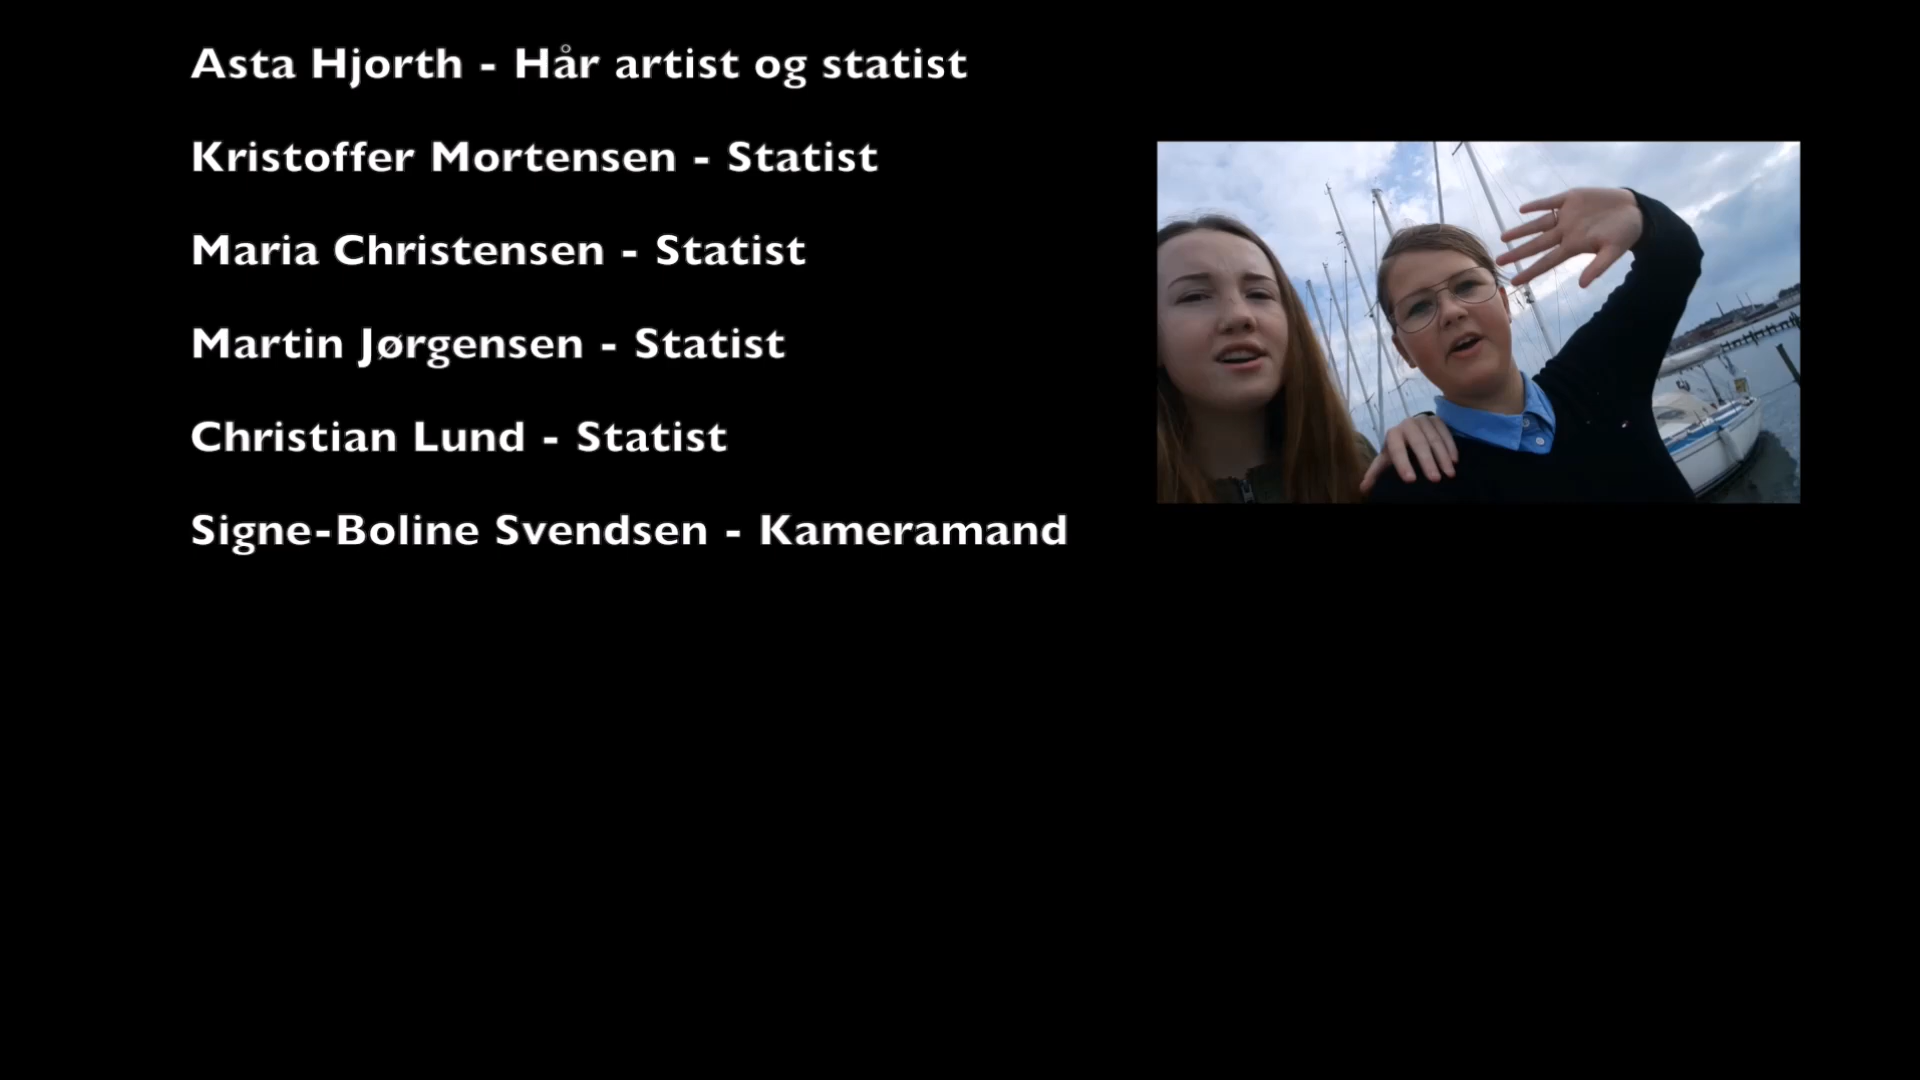 Asta Hjorth - Hår artist og statist
Kristoffer Mortensen - Statist
Maria Christensen - Statist
Martin Jørgensen - Statist
Christian Lund - Statist
Signe-Boline Svendsen - Kameramand